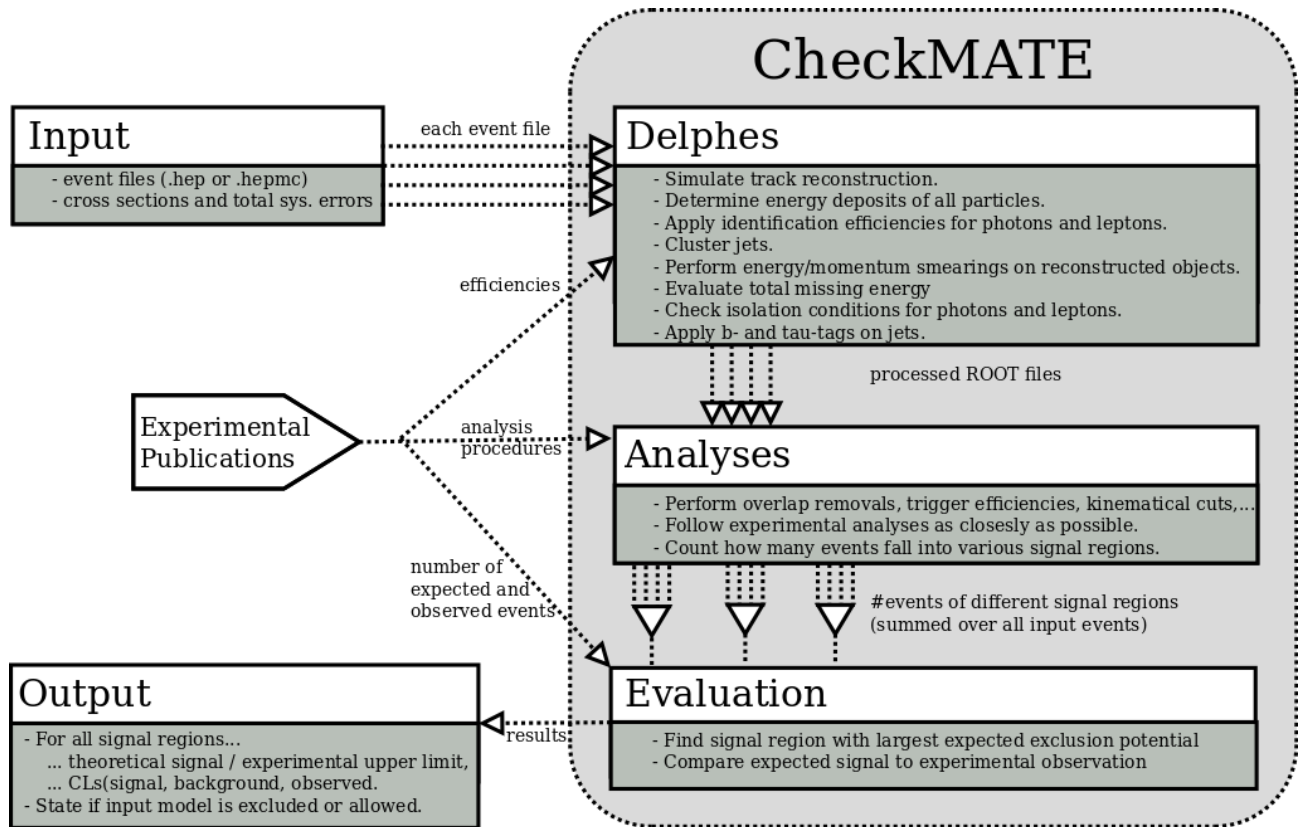 CheckMATE
Input
- event files (.hep or .hepmc)
- cross sections and total sys. errors
each event file
Delphes
- Simulate track reconstruction.
- Determine energy deposits of all particles.
- Apply identification efficiencies for photons and leptons.
- Cluster jets.
- Perform energy/momentum smearings on reconstructed objects.
- Evaluate total missing energy
- Check isolation conditions for photons and leptons.
- Apply b- and tau-tags on jets.
efficiencies
processed ROOT files
Experimental
Publications
analysis
procedures
Analyses
- Perform overlap removals, trigger efficiencies, kinematical cuts,...
- Follow experimental analyses as closesly as possible.
- Count how many events fall into various signal regions.
number of
expected and
observed events
#events of different signal regions
(summed over all input events)
Evaluation
- Find signal region with largest expected exclusion potential
- Compare expected signal to experimental observation
results
Output
- For all signal regions...
... theoretical signal / experimental upper limit,
... CLs(signal, background, observed.
- State if input model is excluded or allowed.